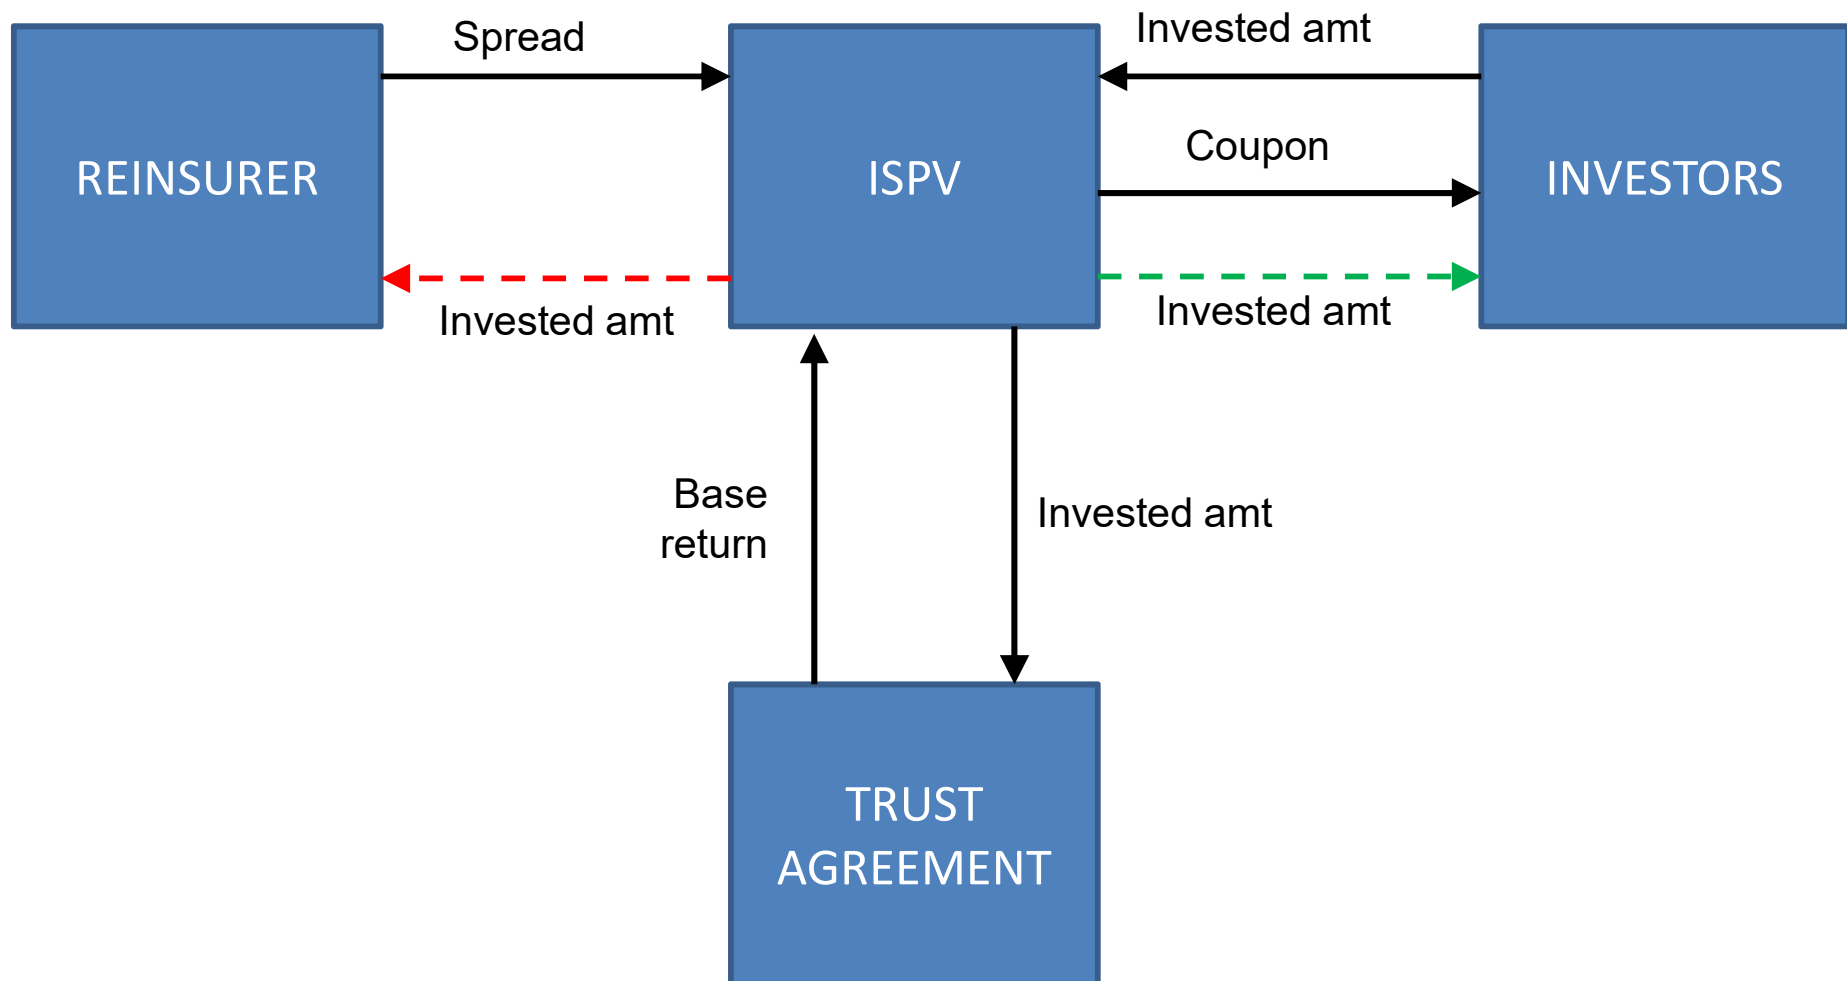 Spread
Invested amt
REINSURER
ISPV
Coupon
INVESTORS
Invested amt
Invested amt
Base
return
Invested amt
TRUST
AGREEMENT